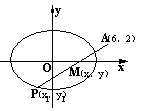 y
A(6, 2)
O
M(x, y)
x
P(x₁, y₁)